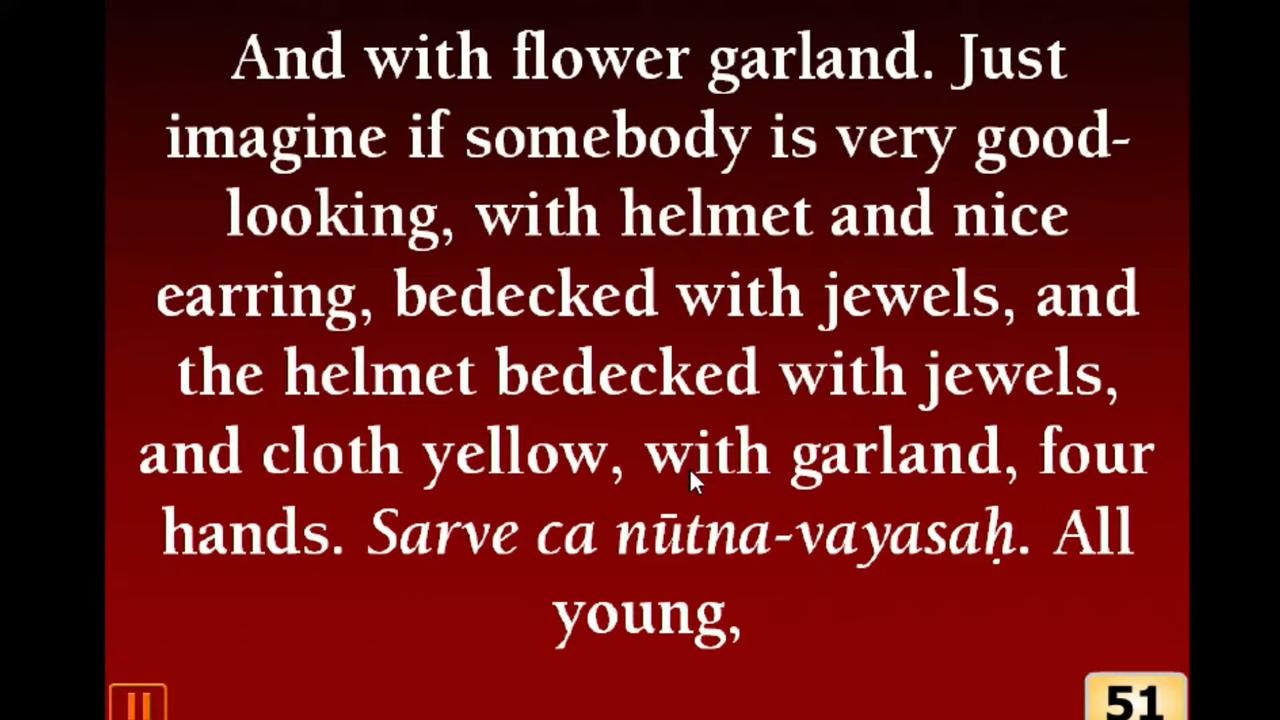 And with flower garland. Just
imagine if somebody is very good-
looking, with helmet and nice
earring, bedecked with jewels, and
the helmet bedecked with jewels,
and cloth yellow, with garland, four
hands. Sarve ca nūtna-vayasaḥ. All
young,
51